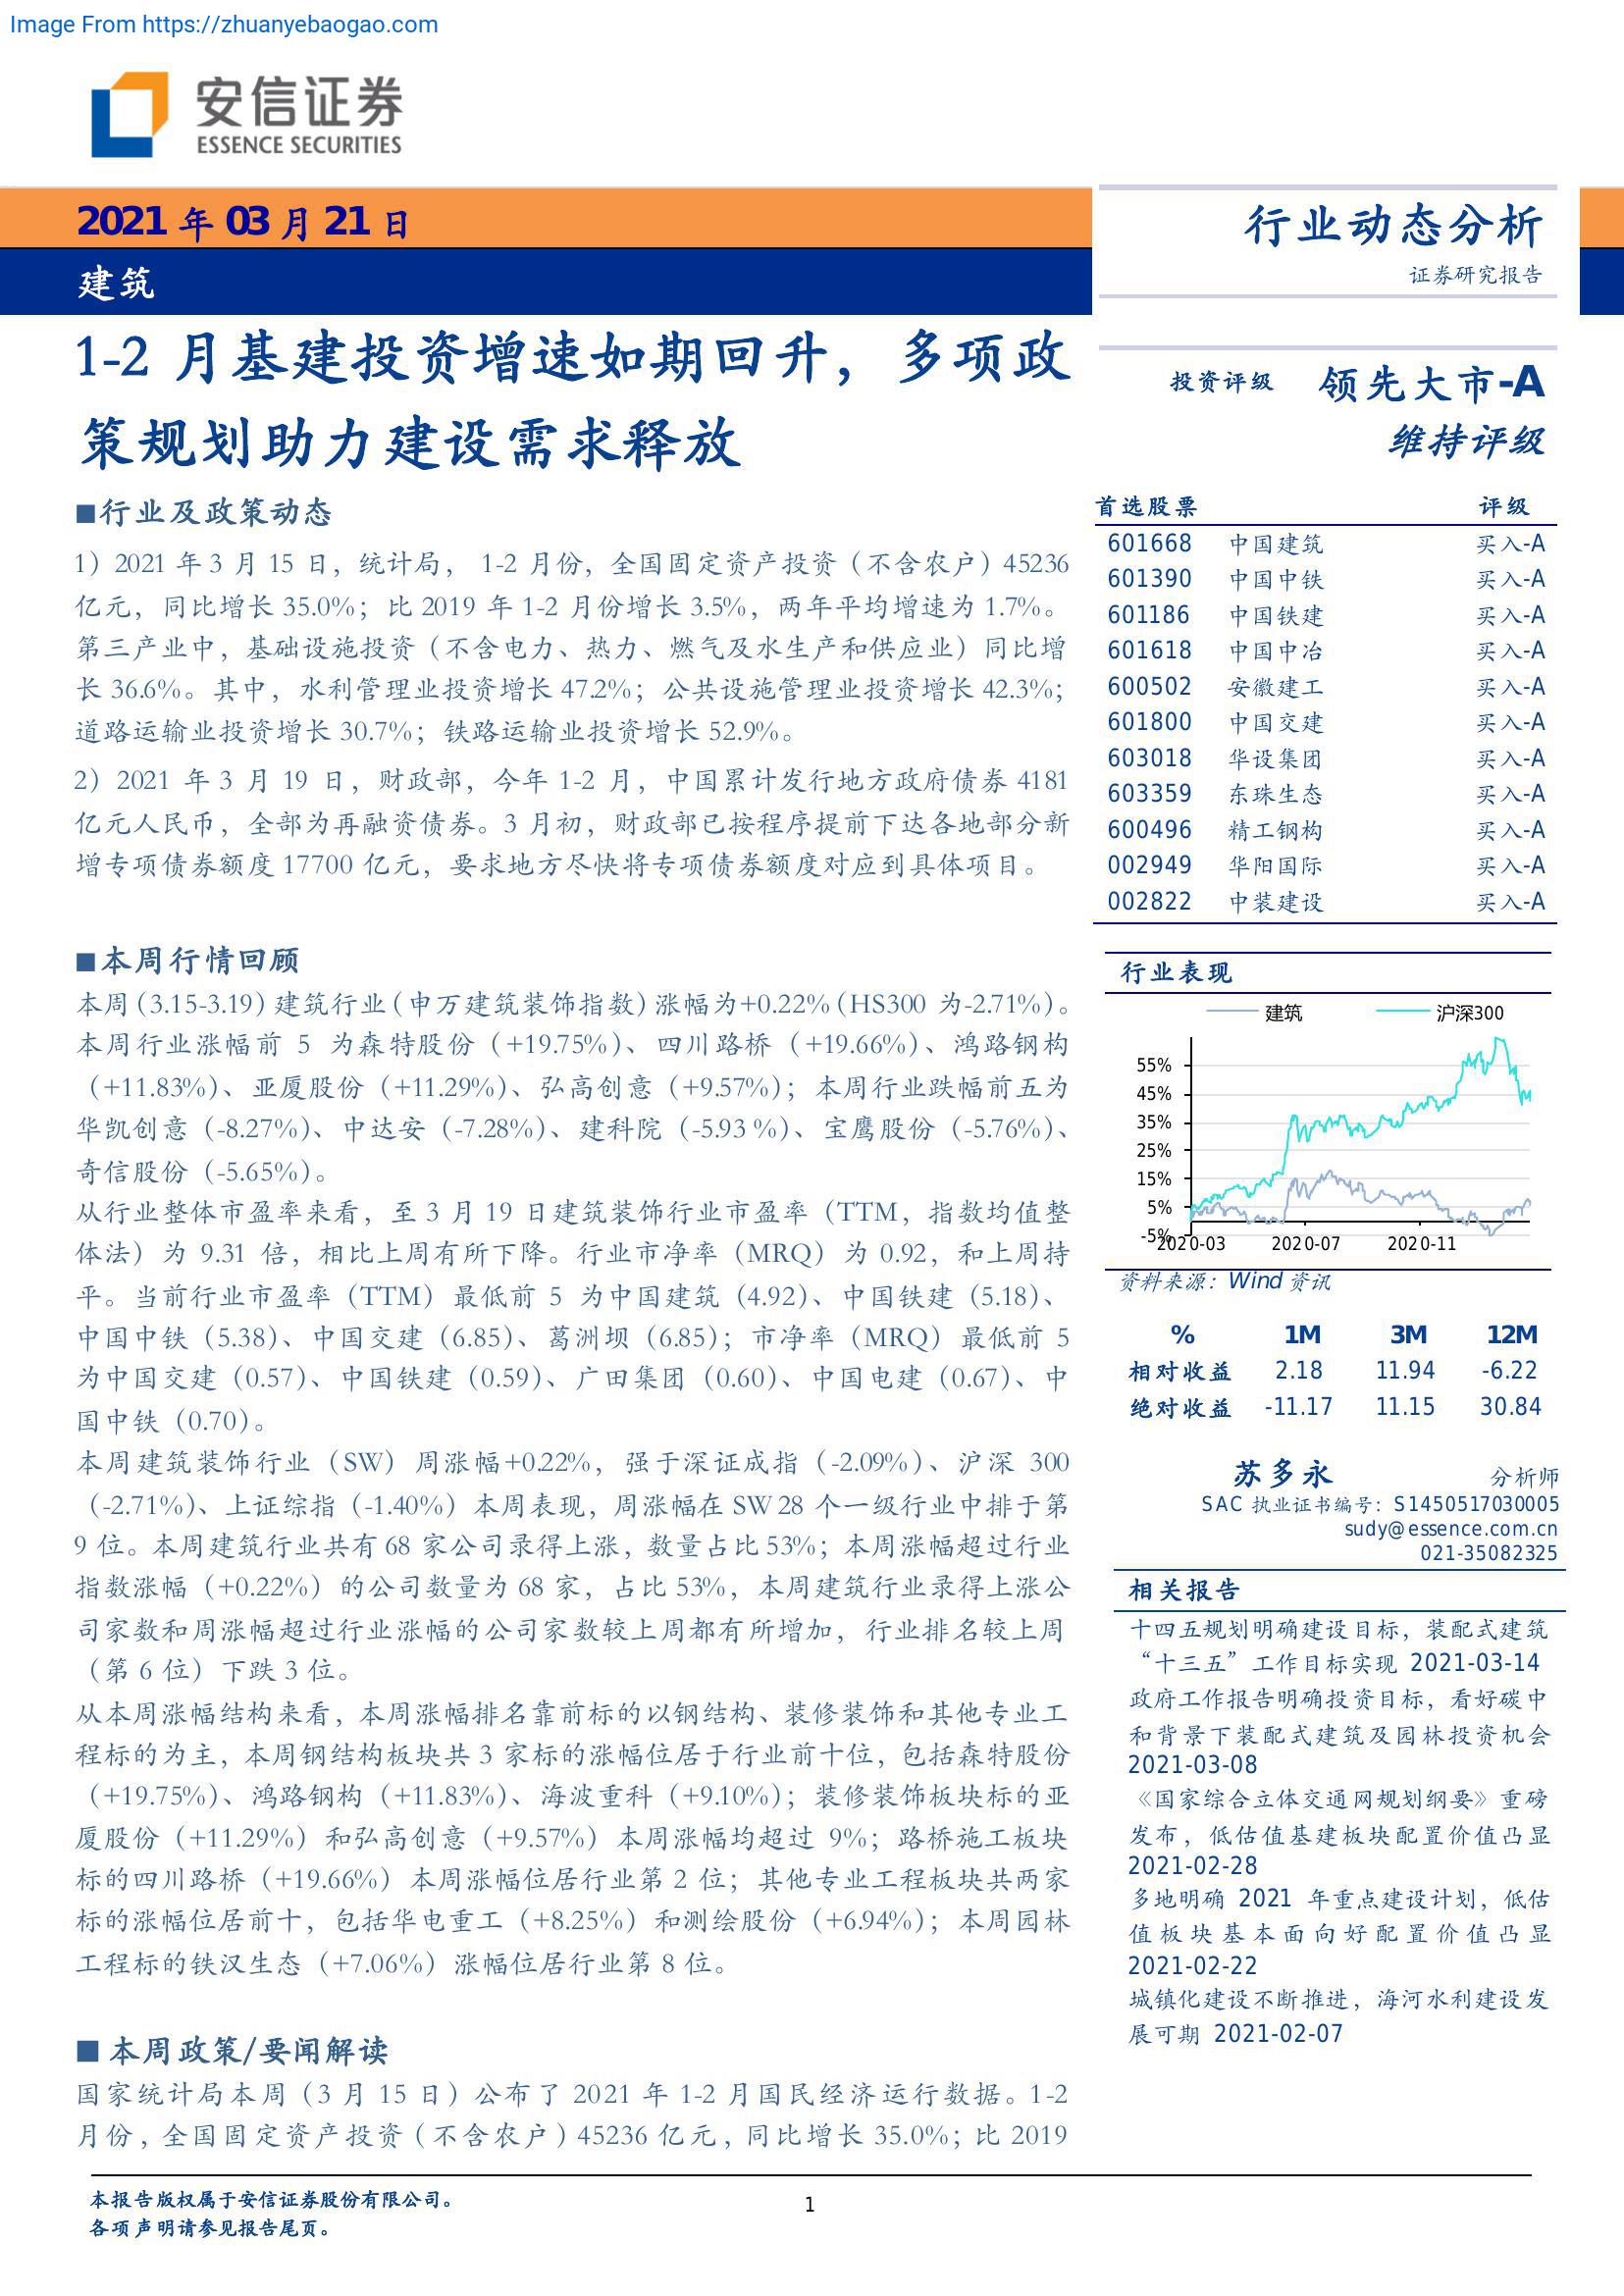 Image From https://zhuanyebaogao.com
安信证券
ESSENCE SECURITIES
2021 年 03 月 21 日
建筑
行业动态分析
证券研究报告
1-2 月基建投资增速如期回升，多项政
策规划助力建设需求释放
■行业及政策动态
1）2021 年 3 月 15 日，统计局， 1-2 月份，全国固定资产投资（不含农户）45236
亿元，同比增长 35.0%；比 2019 年 1-2 月份增长 3.5%，两年平均增速为 1.7%。
第三产业中，基础设施投资（不含电力、热力、燃气及水生产和供应业）同比增
长 36.6%。其中，水利管理业投资增长 47.2%；公共设施管理业投资增长 42.3%；
道路运输业投资增长 30.7%；铁路运输业投资增长 52.9%。
2）2021 年 3 月 19 日，财政部，今年 1-2 月，中国累计发行地方政府债券 4181
亿元人民币，全部为再融资债券。3 月初，财政部已按程序提前下达各地部分新
增专项债券额度 17700 亿元，要求地方尽快将专项债券额度对应到具体项目。
■本周行情回顾
本周（3.15-3.19）建筑行业（申万建筑装饰指数）涨幅为+0.22%（HS300 为-2.71%）。
本周行业涨幅前 5 为森特股份（+19.75%）、四川路桥（+19.66%）、鸿路钢构
（+11.83%）、亚厦股份（+11.29%）、弘高创意（+9.57%）；本周行业跌幅前五为
华凯创意（-8.27%）、中达安（-7.28%）、建科院（-5.93 %）、宝鹰股份（-5.76%）、
奇信股份（-5.65%）。
从行业整体市盈率来看，至 3 月 19 日建筑装饰行业市盈率（TTM，指数均值整
体法）为 9.31 倍，相比上周有所下降。行业市净率（MRQ）为 0.92，和上周持
平。当前行业市盈率（TTM）最低前 5 为中国建筑（4.92）、中国铁建（5.18）、
中国中铁（5.38）、中国交建（6.85）、葛洲坝（6.85）；市净率（MRQ）最低前 5
为中国交建（0.57）、中国铁建（0.59）、广田集团（0.60）、中国电建（0.67）、中
国中铁（0.70）。
本周建筑装饰行业（SW）周涨幅+0.22%，强于深证成指（-2.09%）、沪深 300
（-2.71%）、上证综指（-1.40%）本周表现，周涨幅在 SW 28 个一级行业中排于第
9 位。本周建筑行业共有 68 家公司录得上涨，数量占比 53%；本周涨幅超过行业
指数涨幅（+0.22%）的公司数量为 68 家，占比 53%，本周建筑行业录得上涨公
司家数和周涨幅超过行业涨幅的公司家数较上周都有所增加，行业排名较上周
（第 6 位）下跌 3 位。
从本周涨幅结构来看，本周涨幅排名靠前标的以钢结构、装修装饰和其他专业工
程标的为主，本周钢结构板块共 3 家标的涨幅位居于行业前十位，包括森特股份
（+19.75%）、鸿路钢构（+11.83%）、海波重科（+9.10%）；装修装饰板块标的亚
厦股份（+11.29%）和弘高创意（+9.57%）本周涨幅均超过 9%；路桥施工板块
标的四川路桥（+19.66%）本周涨幅位居行业第 2 位；其他专业工程板块共两家
标的涨幅位居前十，包括华电重工（+8.25%）和测绘股份（+6.94%）；本周园林
工程标的铁汉生态（+7.06%）涨幅位居行业第 8 位。
■ 本周政策/要闻解读
国家统计局本周（3 月 15 日）公布了 2021 年 1-2 月国民经济运行数据。1-2
月份，全国固定资产投资（不含农户）45236 亿元，同比增长 35.0%；比 2019
投资评级 领先大市-A
维持评级
首选股票 评级
601668 中国建筑 买入-A
601390 中国中铁 买入-A
601186 中国铁建 买入-A
601618 中国中冶 买入-A
600502 安徽建工 买入-A
601800 中国交建 买入-A
603018 华设集团 买入-A
603359 东珠生态 买入-A
600496 精工钢构 买入-A
002949 华阳国际 买入-A
002822 中装建设 买入-A
行业表现
建筑 沪深300
55%
45%
35%
25%
15%
5%
-5%
2020-03 2020-07 2020-11
资料来源：Wind 资讯
% 1M 3M 12M
相对收益 2.18 11.94 -6.22
绝对收益 -11.17 11.15 30.84
苏多永 分析师
SAC 执业证书编号：S1450517030005
sudy@essence.com.cn
021-35082325
相关报告
十四五规划明确建设目标，装配式建筑
“十三五”工作目标实现 2021-03-14
政府工作报告明确投资目标，看好碳中
和背景下装配式建筑及园林投资机会
2021-03-08
《国家综合立体交通网规划纲要》重磅
发布，低估值基建板块配置价值凸显
2021-02-28
多地明确 2021 年重点建设计划，低估
值板块基本面向好配置价值凸显
2021-02-22
城镇化建设不断推进，海河水利建设发
展可期 2021-02-07
本报告版权属于安信证券股份有限公司。
各项声明请参见报告尾页。
1